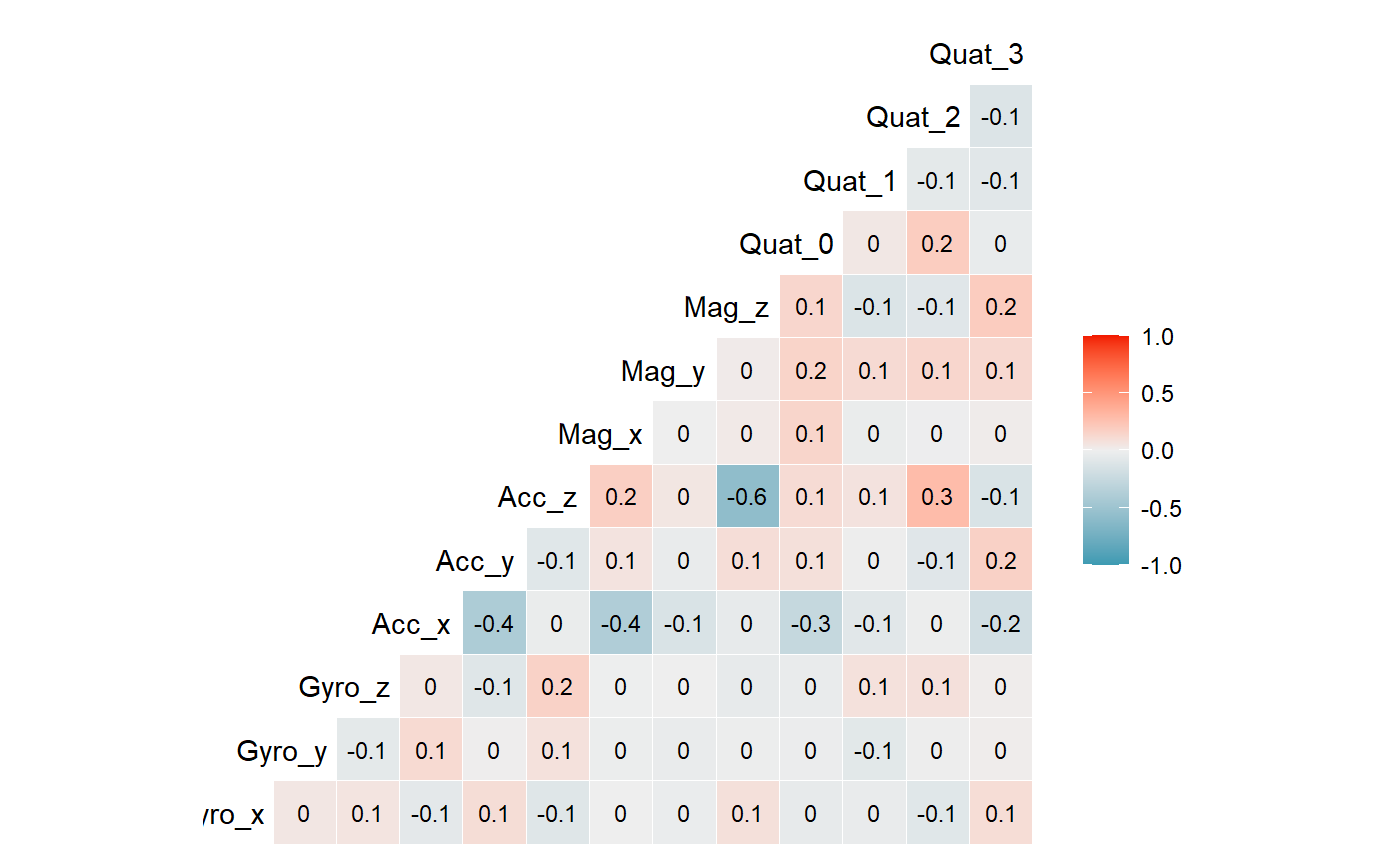 Quat_3
Quat_2 -0.1
Quat_1 -0.1 -0.1
Quat_0 0 0.2 0
Mag_z 0.1 -0.1 -0.1 0.2
Mag_y 0 0.2 0.1 0.1 0.1
Mag_x 0 0 0.1 0 0 0
Acc_z 0.2 0 -0.6 0.1 0.1 0.3 -0.1
Acc_y -0.1 0.1 0 0.1 0.1 0 -0.1 0.2
Acc_x -0.4 0 -0.4 -0.1 0 -0.3 -0.1 0 -0.2
Gyro_z 0 -0.1 0.2 0 0 0 0 0.1 0.1 0
Gyro_y -0.1 0.1 0 0.1 0 0 0 0 -0.1 0 0
yro_x 0 0.1 -0.1 0.1 -0.1 0 0 0.1 0 0 -0.1 0.1
1.0
0.5
0.0
-0.5
-1.0